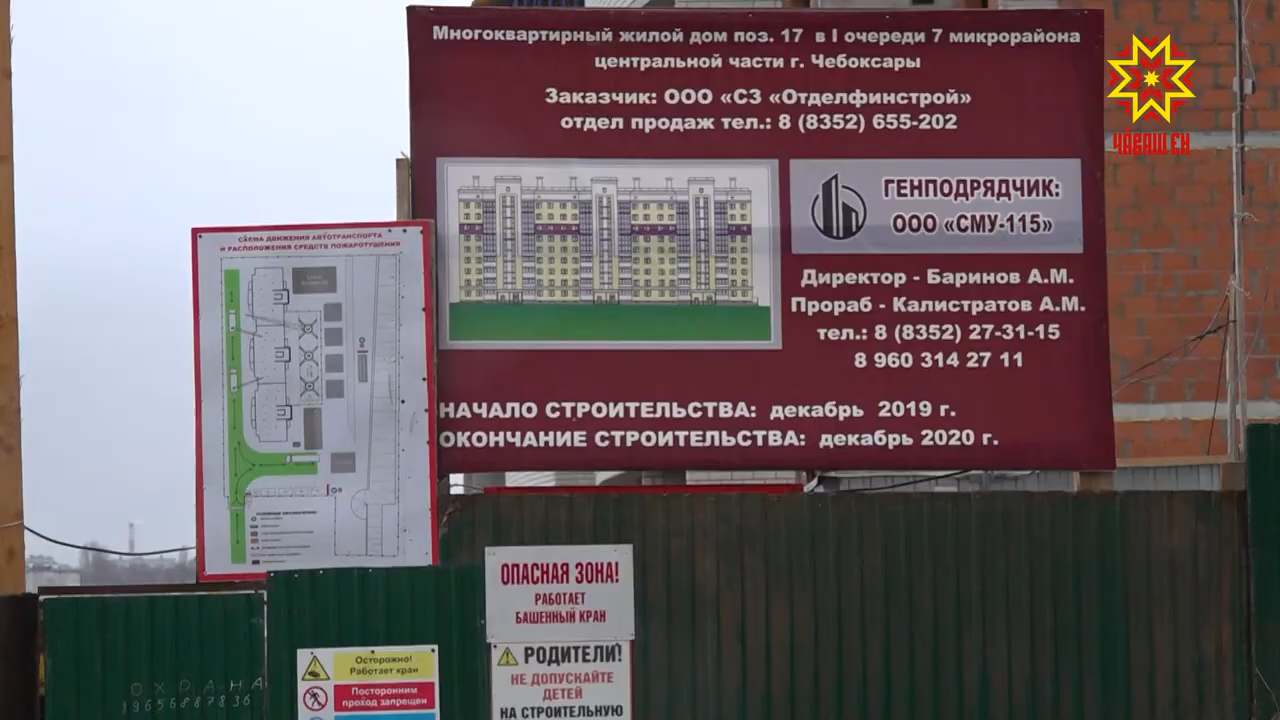 Многоквартирный жилой дом поз. 17 в I очереди 7 микрорайона
центральной части г. Чебоксары
Заказчик: ООО «СЗ «Отделфинстрой»
отдел продаж тел.: 8 (8352) 655-202
ГЕНПОДРЯДЧИК:
ООО «СМУ-115»
Директор - Баринов А.М.
Прораб - Калистратов А.М.
тел.: 8 (8352) 27-31-15
8 960 314 27 11
НАЧАЛО СТРОИТЕЛЬСТВА: декабрь 2019 г.
ОКОНЧАНИЕ СТРОИТЕЛЬСТВА: декабрь 2020 г.
ЧӐВАШ ЕН
СХЕМА ДВИЖЕНИЯ АВТОТРАНСПОРТА
И РАСПОЛОЖЕНИЯ СРЕДСТВ ПОЖАРОТУШЕНИЯ
ОПАСНАЯ ЗОНА!
РАБОТАЕТ
БАШЕННЫЙ КРАН
РОДИТЕЛИ!
НЕ ДОПУСКАЙТЕ
ДЕТЕЙ
НА СТРОИТЕЛЬНУЮ
Осторожно!
Работает кран
Посторонним
проход запрещен
ОХРАНА
89656887836